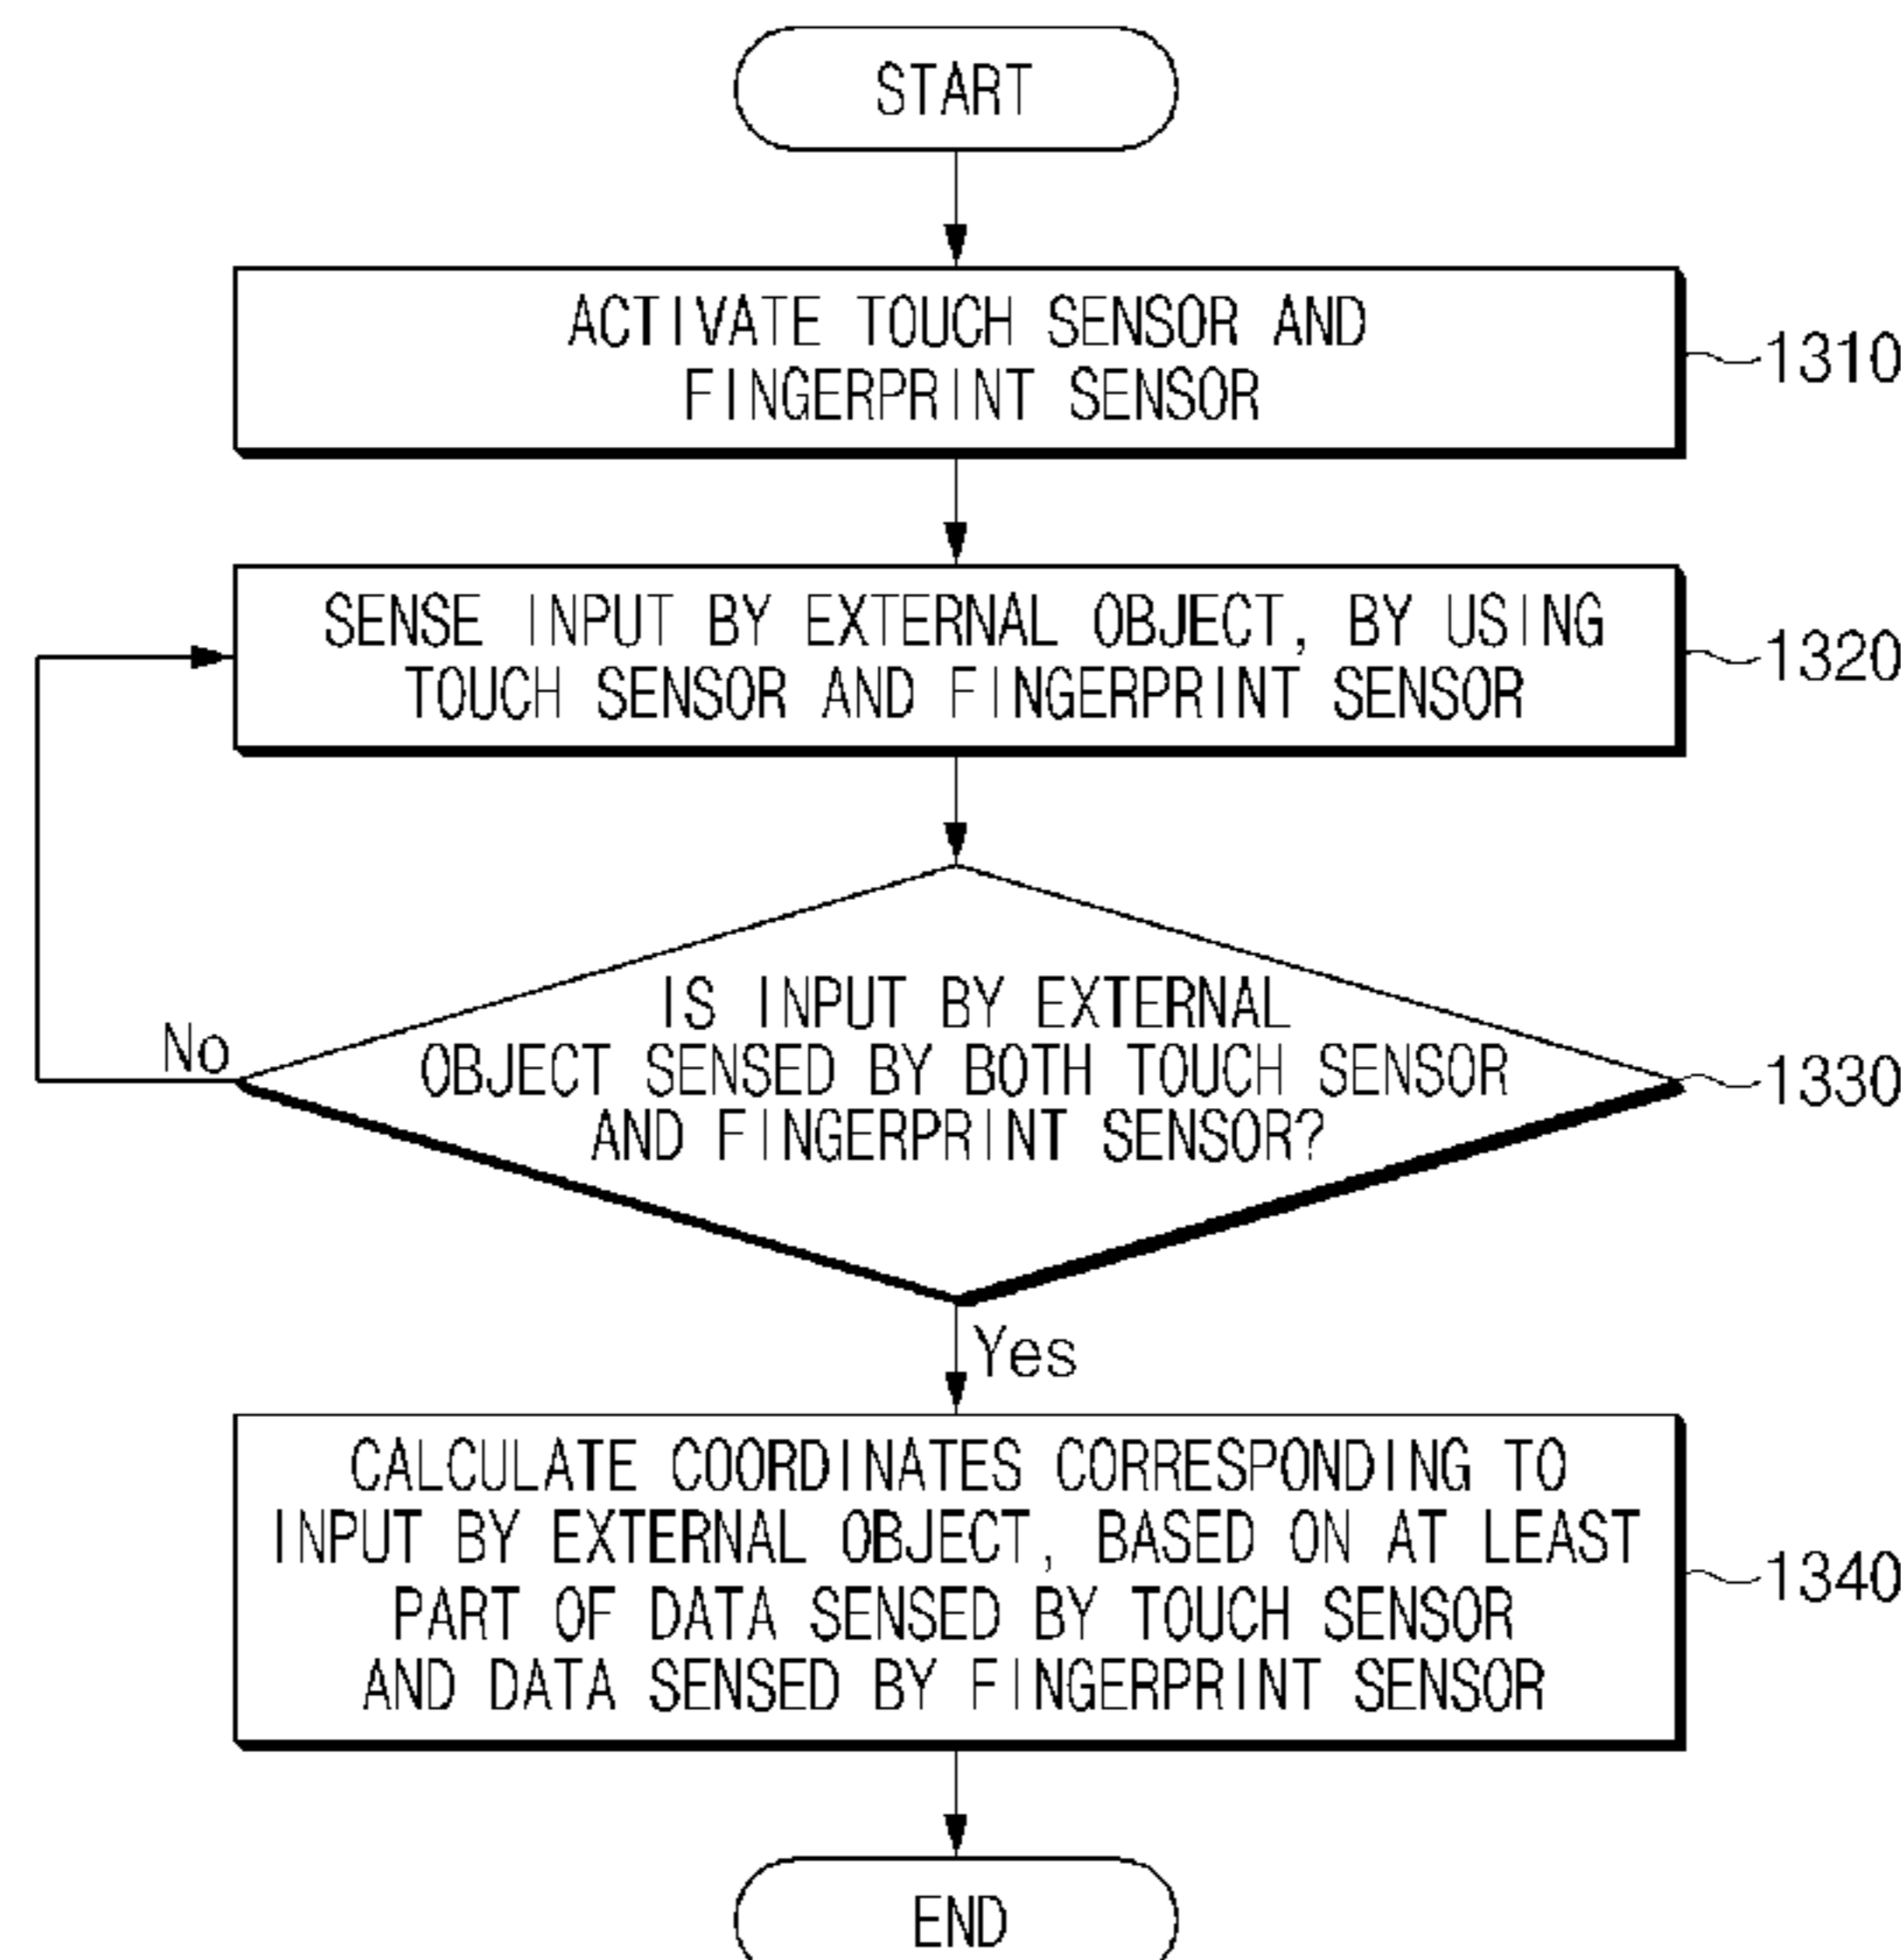 START
ACTIVATE TOUCH SENSOR AND
FINGERPRINT SENSOR
1310
SENSE INPUT BY EXTERNAL OBJECT, BY USING
TOUCH SENSOR AND FINGERPRINT SENSOR
1320
IS INPUT BY EXTERNAL
OBJECT SENSED BY BOTH TOUCH SENSOR
AND FINGERPRINT SENSOR?
No
1330
Yes
CALCULATE COORDINATES CORRESPONDING TO
INPUT BY EXTERNAL OBJECT, BASED ON AT LEAST
PART OF DATA SENSED BY TOUCH SENSOR
AND DATA SENSED BY FINGERPRINT SENSOR
1340
END